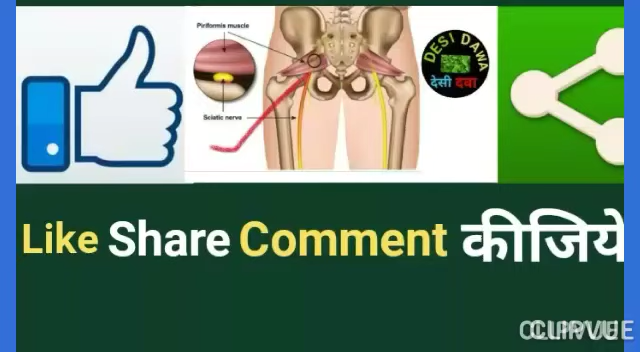 Piriformis muscle
Sciatic nerve
DESI DAWA
देसी दवा
Like Share Comment कीजिये